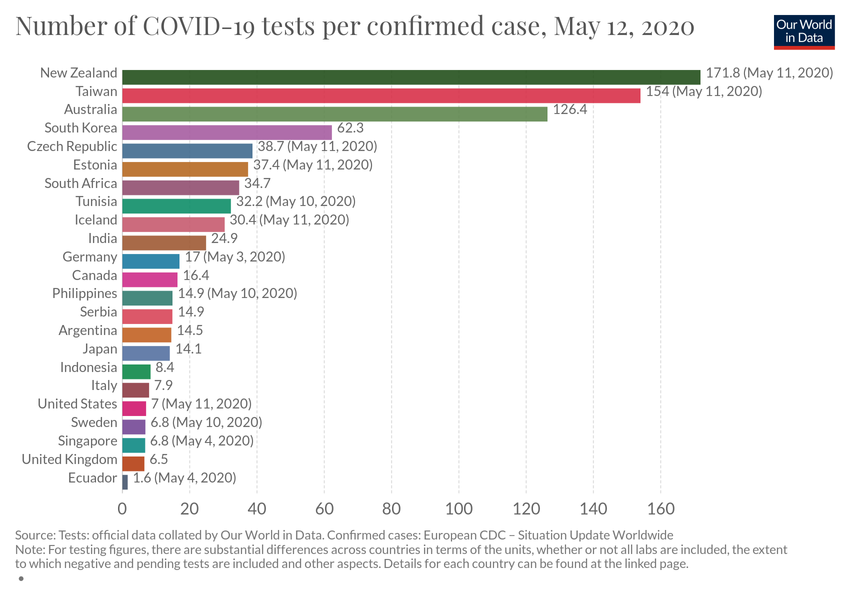 Number of COVID-19 tests per confirmed case, May 12, 2020
Our World
in Data
New Zealand 171.8 (May 11, 2020)
Taiwan 154 (May 11, 2020)
Australia 126.4
South Korea 62.3
Czech Republic 38.7 (May 11, 2020)
Estonia 37.4 (May 11, 2020)
South Africa 34.7
Tunisia 32.2 (May 10, 2020)
Iceland 30.4 (May 11, 2020)
India 24.9
Germany 17 (May 3, 2020)
Canada 16.4
Philippines 14.9 (May 10, 2020)
Serbia 14.9
Argentina 14.5
Japan 14.1
Indonesia 8.4
Italy 7.9
United States 7 (May 11, 2020)
Sweden 6.8 (May 10, 2020)
Singapore 6.8 (May 4, 2020)
United Kingdom 6.5
Ecuador 1.6 (May 4, 2020)
0 20 40 60 80 100 120 140 160
Source: Tests: official data collated by Our World in Data. Confirmed cases: European CDC – Situation Update Worldwide
Note: For testing figures, there are substantial differences across countries in terms of the units, whether or not all labs are included, the extent
to which negative and pending tests are included and other aspects. Details for each country can be found at the linked page.
•